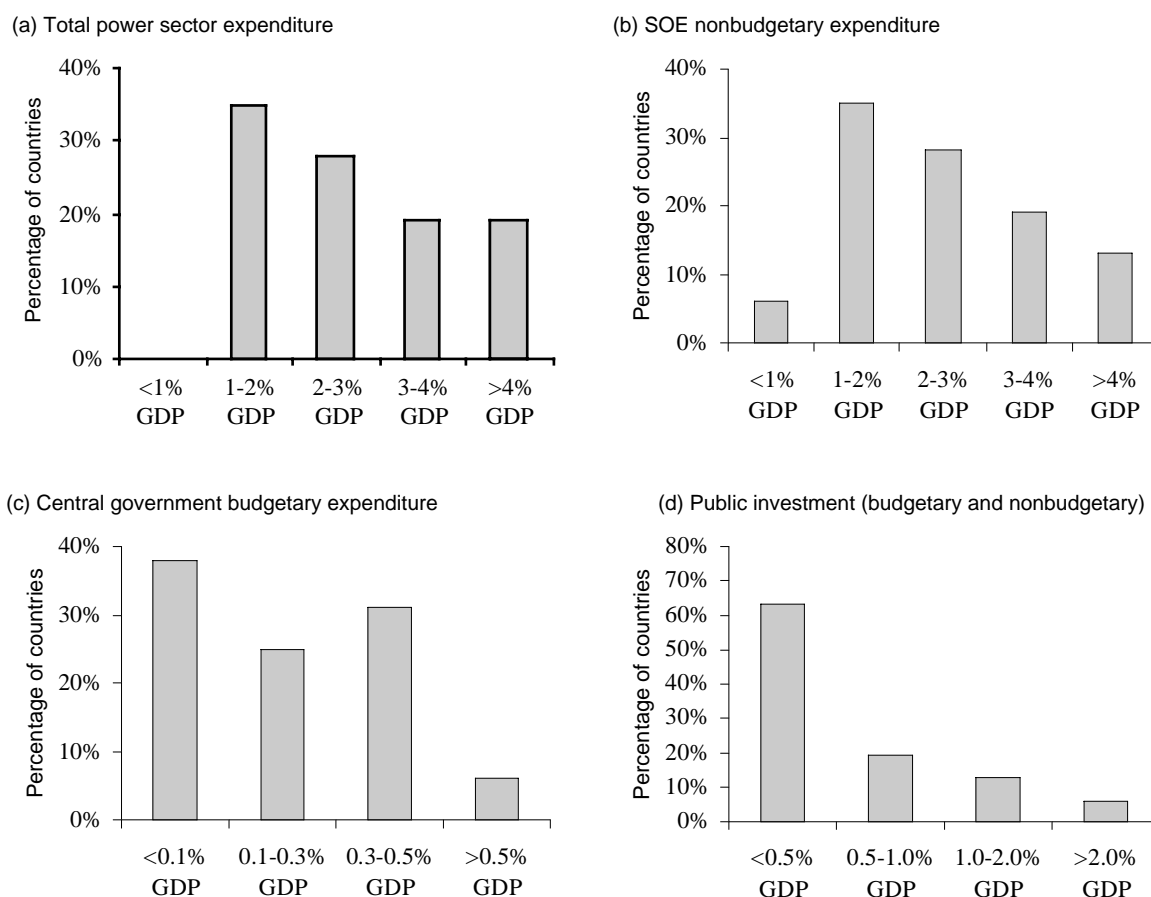 (a) Total power sector expenditure
Percentage of countries
40%
30%
20%
10%
0%
<1% 1-2% 2-3% 3-4% >4%
GDP GDP GDP GDP GDP
(b) SOE nonbudgetary expenditure
Percentage of countries
40%
30%
20%
10%
0%
<1% 1-2% 2-3% 3-4% >4%
GDP GDP GDP GDP GDP
(c) Central government budgetary expenditure
Percentage of countries
40%
30%
20%
10%
0%
<0.1% 0.1-0.3% 0.3-0.5% >0.5%
GDP GDP GDP GDP
(d) Public investment (budgetary and nonbudgetary)
Percentage of countries
80%
70%
60%
50%
40%
30%
20%
10%
0%
<0.5% 0.5-1.0% 1.0-2.0% >2.0%
GDP GDP GDP GDP